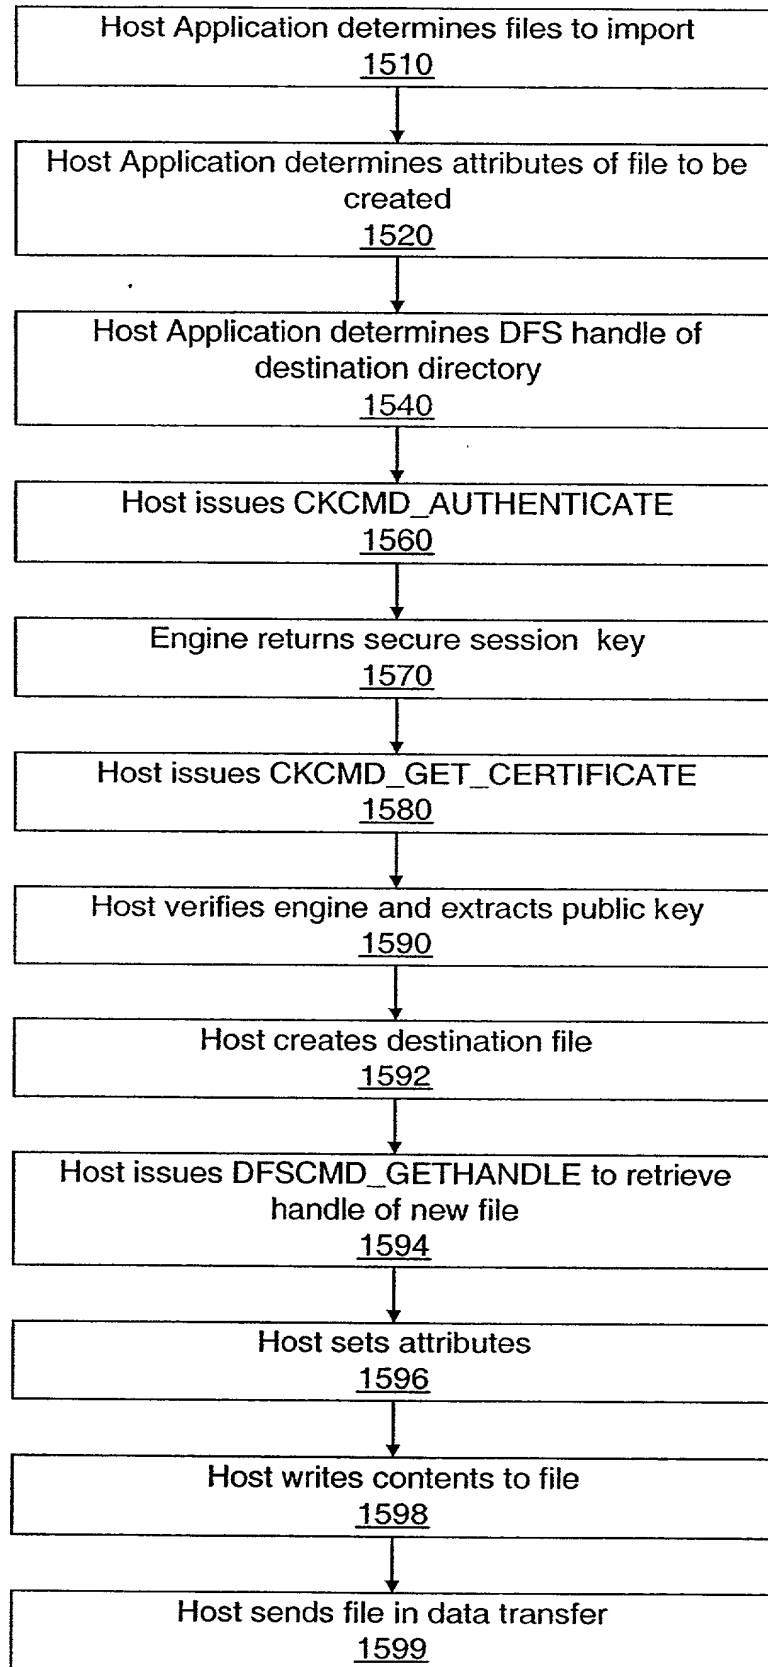 Host Application determines files to import
1510
Host Application determines attributes of file to be
created
1520
Host Application determines DFS handle of
destination directory
1540
Host issues CKCMD_AUTHENTICATE
1560
Engine returns secure session key
1570
Host issues CKCMD_GET_CERTIFICATE
1580
Host verifies engine and extracts public key
1590
Host creates destination file
1592
Host issues DFSCMD_GETHANDLE to retrieve
handle of new file
1594
Host sets attributes
1596
Host writes contents to file
1598
Host sends file in data transfer
1599